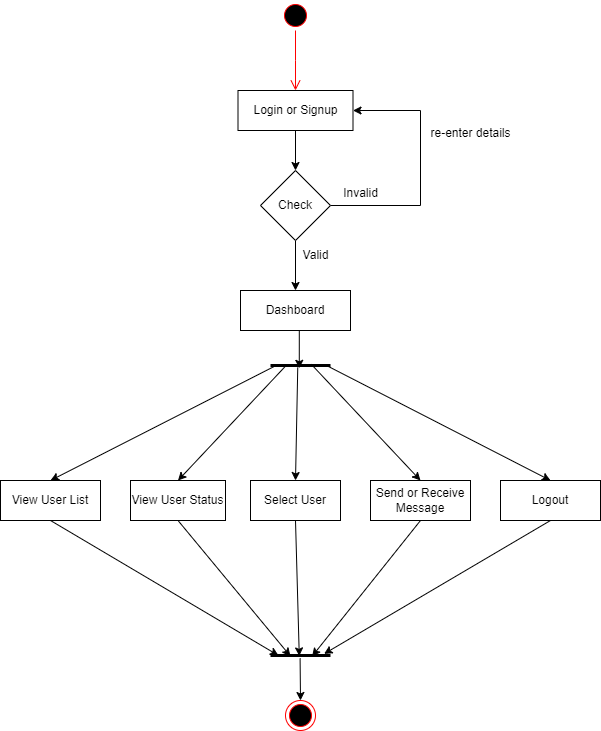 Login or Signup
re-enter details
Invalid
Check
Valid
Dashboard
View User List
View User Status
Select User
Send or Receive
Message
Logout